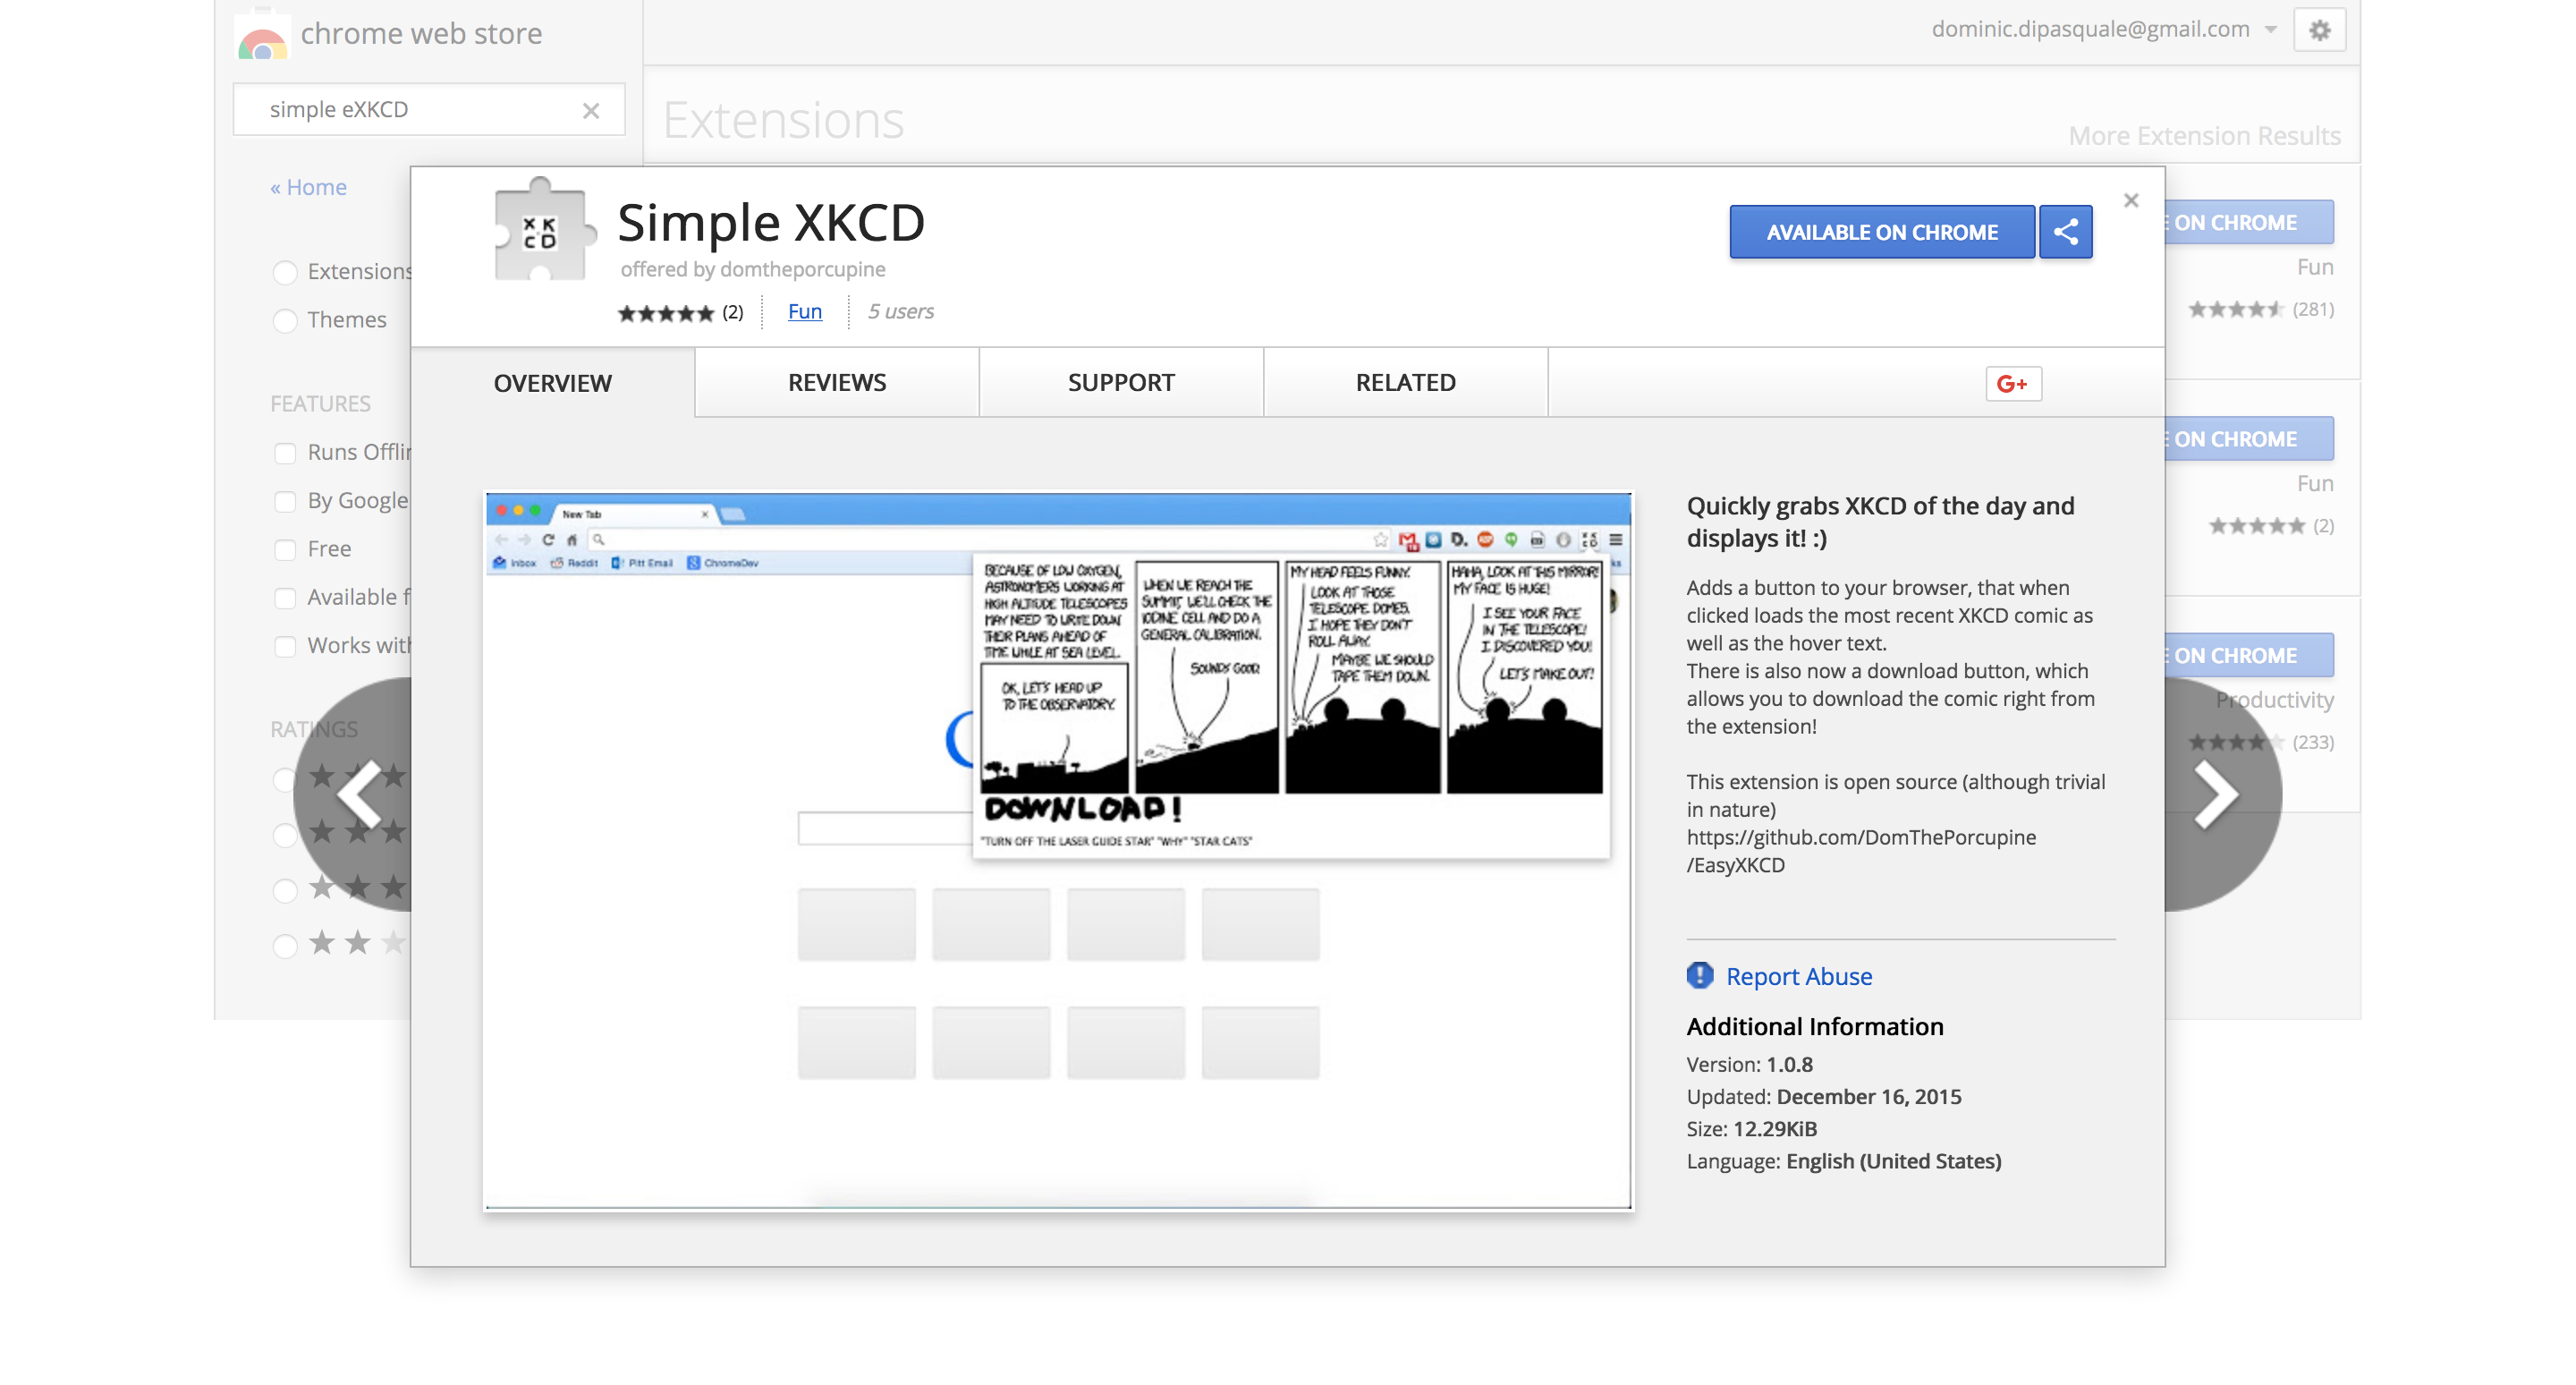 chrome web store
dominic.dipasquale@gmail.com
simple eXKCD
Extensions
More Extension Results
« Home
Extensions
Themes
FEATURES
Runs Offlin
By Google
Free
Available f
Works with
RATINGS
XK
CD
Simple XKCD
offered by domtheporcupine
(2)
Fun
5 users
AVAILABLE ON CHROME
OVERVIEW
REVIEWS
SUPPORT
RELATED
G+
New Tab
Inbox
Reddit
Pitt Email
ChromeDev
BECAUSE OF LOW OXYGEN,
ASTRONOMERS WORKING AT
HIGH ALTITUDE TELESCOPES
MAY NEED TO WRITE DOWN
THEIR PLANS AHEAD OF
TIME WHILE AT SEA LEVEL.
OK, LET'S HEAD UP
TO THE OBSERVATORY.
WHEN WE REACH THE
SUMMIT, WE'LL CHECK THE
IODINE CELL AND DO A
GENERAL CALIBRATION.
SOUNDS GOOD.
MY HEAD FEELS FUNNY.
LOOK AT THOSE
TELESCOPE DOMES.
I HOPE THEY DON'T
ROLL AWAY.
MAYBE WE SHOULD
TAPE THEM DOWN.
HAHA, LOOK AT THIS MIRROR!
MY FACE IS HUGE!
I SEE YOUR FACE
IN THE TELESCOPE!
I DISCOVERED YOU!
LET'S MAKE OUT!
DOWNLOAD!
"TURN OFF THE LASER GUIDE STAR" "WHY" "STAR CATS"
Quickly grabs XKCD of the day and
displays it! :)
Adds a button to your browser, that when
clicked loads the most recent XKCD comic as
well as the hover text.
There is also now a download button, which
allows you to download the comic right from
the extension!
This extension is open source (although trivial
in nature)
https://github.com/DomThePorcupine
/EasyXKCD
Report Abuse
Additional Information
Version: 1.0.8
Updated: December 16, 2015
Size: 12.29KiB
Language: English (United States)
E ON CHROME
Fun
(281)
E ON CHROME
Fun
(2)
E ON CHROME
Productivity
(233)